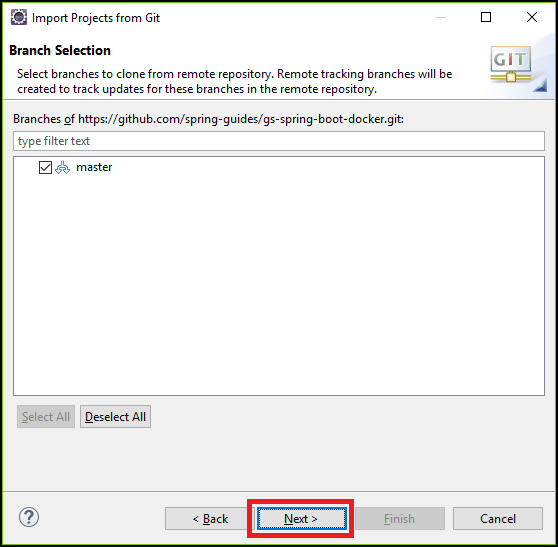 Import Projects from Git
Branch Selection
Select branches to clone from remote repository. Remote tracking branches will be
created to track updates for these branches in the remote repository.
GIT
Branches of https://github.com/spring-guides/gs-spring-boot-docker.git:
type filter text
master
Select All Deselect All
? < Back Next > Finish Cancel